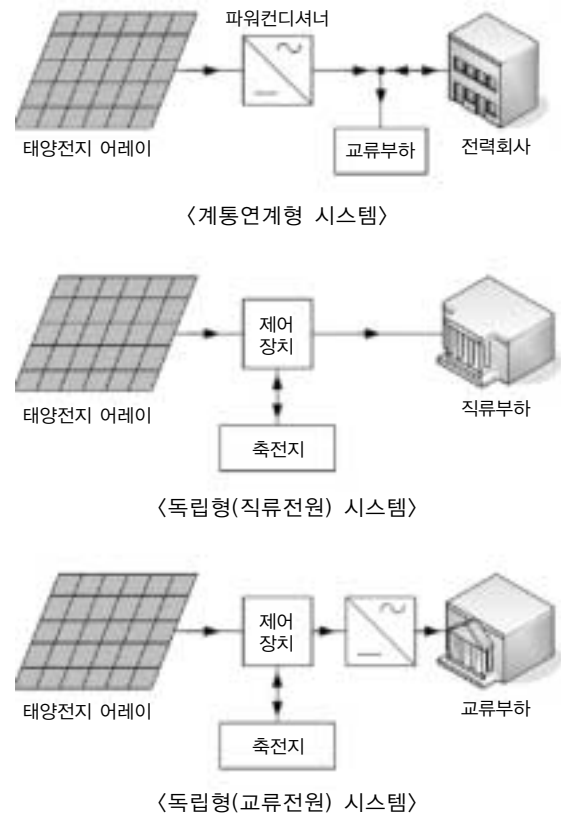 파워컨디셔너
태양전지 어레이
교류부하
전력회사
〈계통연계형 시스템〉
제어
장치
태양전지 어레이
직류부하
축전지
〈독립형(직류전원) 시스템〉
제어
장치
태양전지 어레이
교류부하
축전지
〈독립형(교류전원) 시스템〉